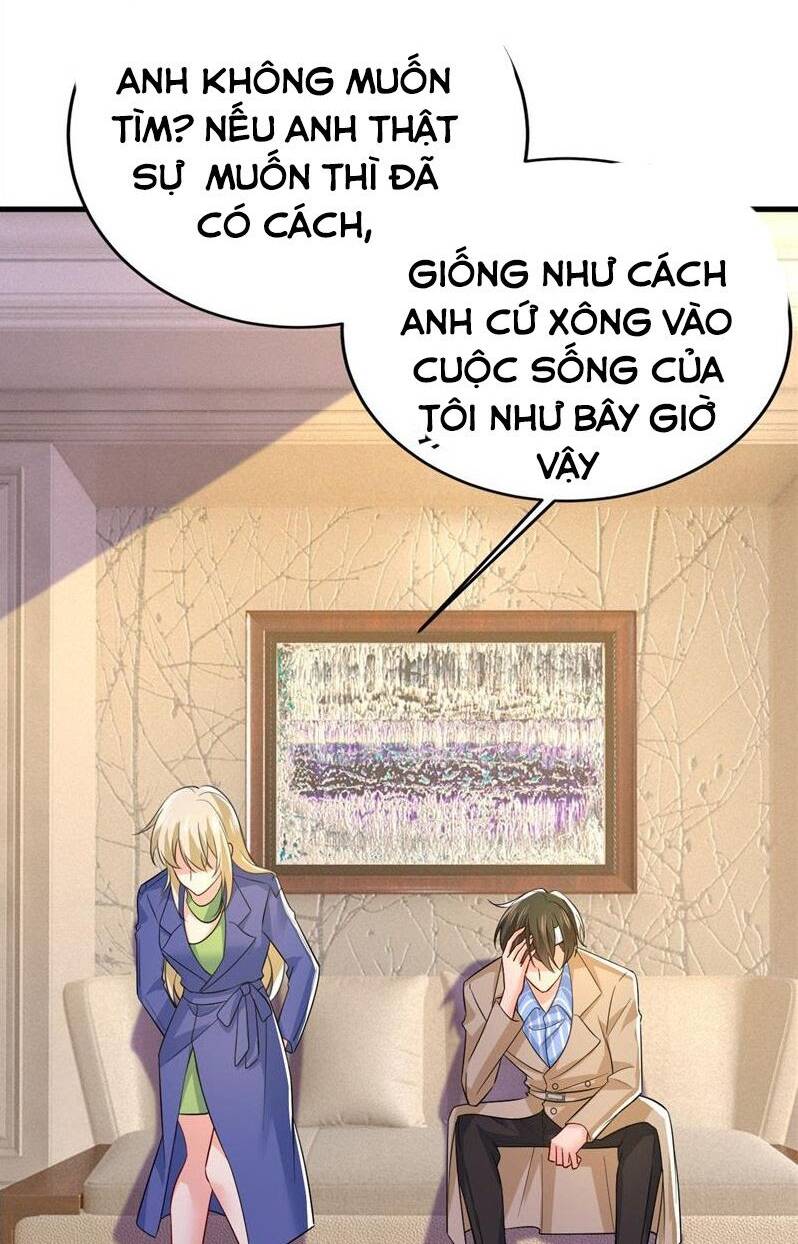 ANH KHÔNG MUỐN
TÌM? NẾU ANH THẬT
SỰ MUỐN THÌ ĐÃ
CÓ CÁCH,
GIỐNG NHƯ CÁCH
ANH CỨ XÔNG VÀO
CUỘC SỐNG CỦA
TÔI NHƯ BÂY GIỜ
VẬY